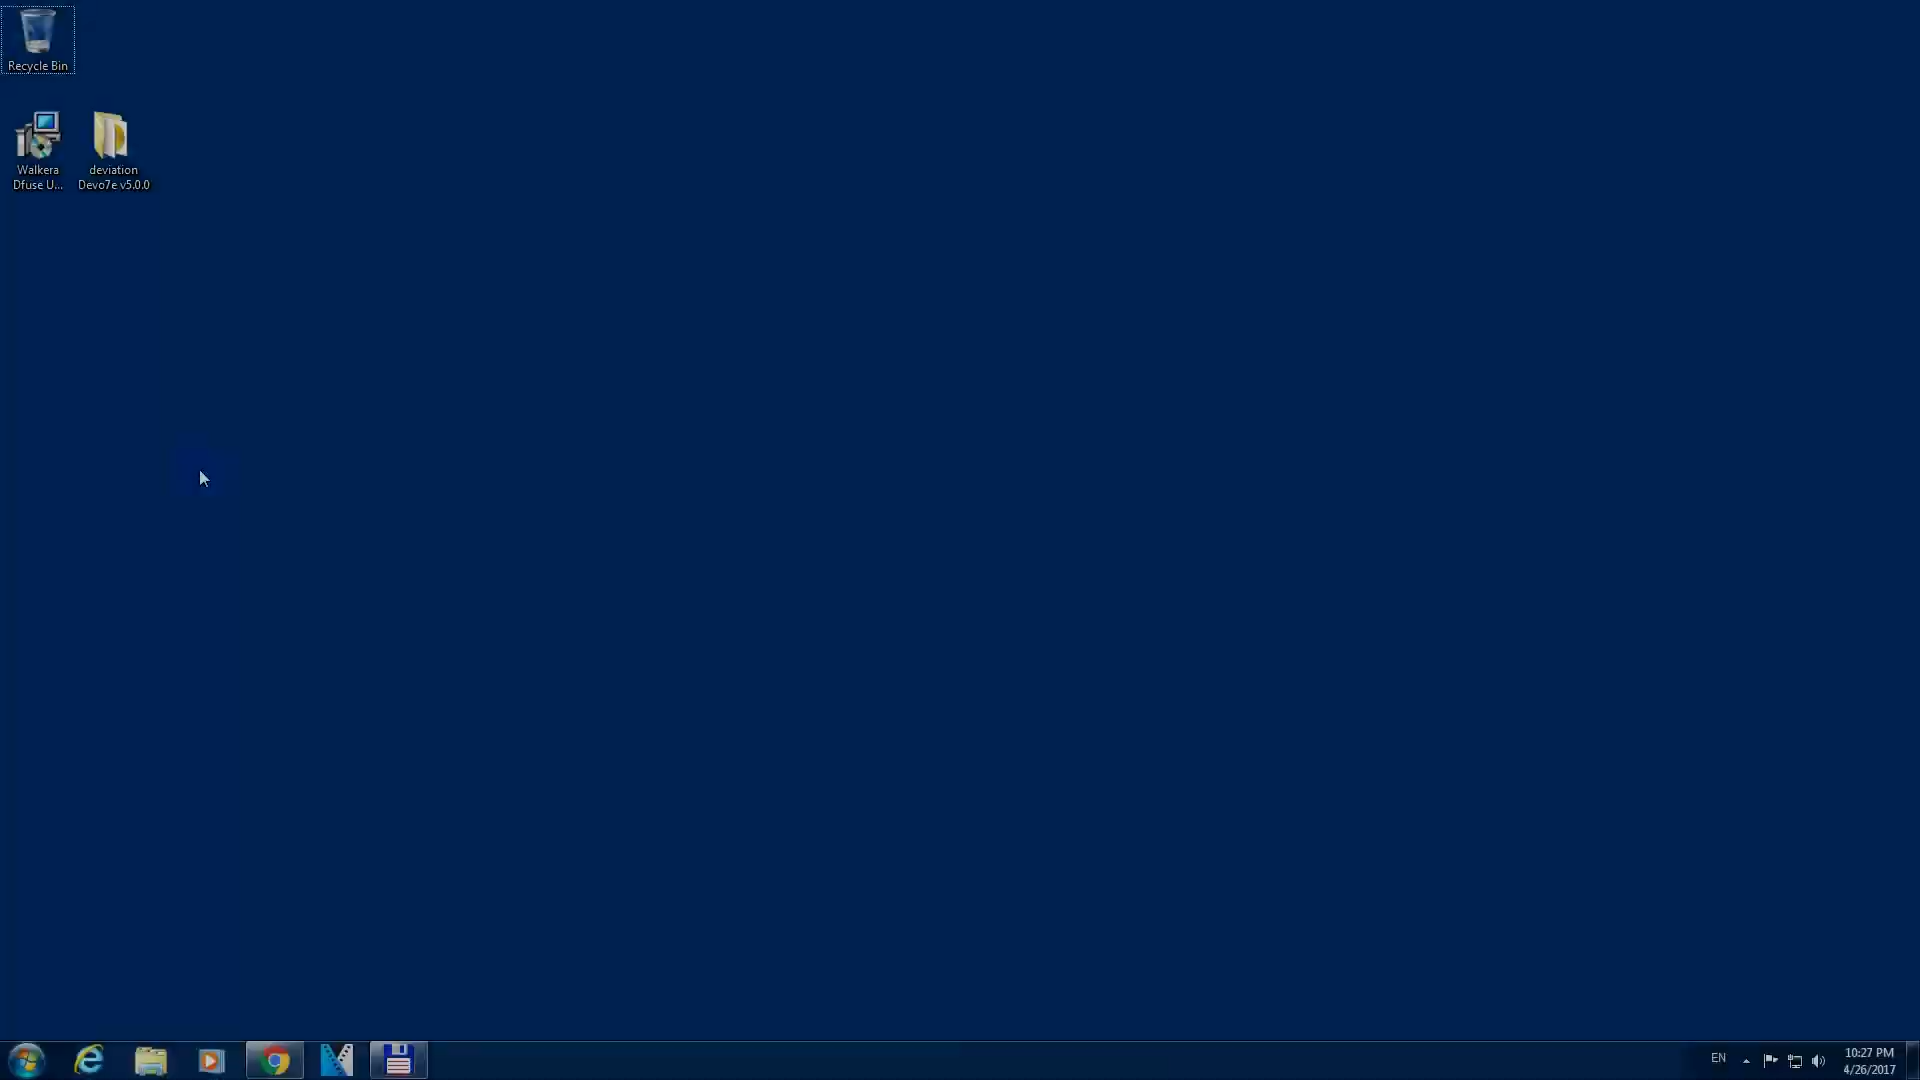 Recycle Bin
Walkera
Dfuse U...
deviation
Devo7e v5.0.0
EN
10:27 PM
4/26/2017